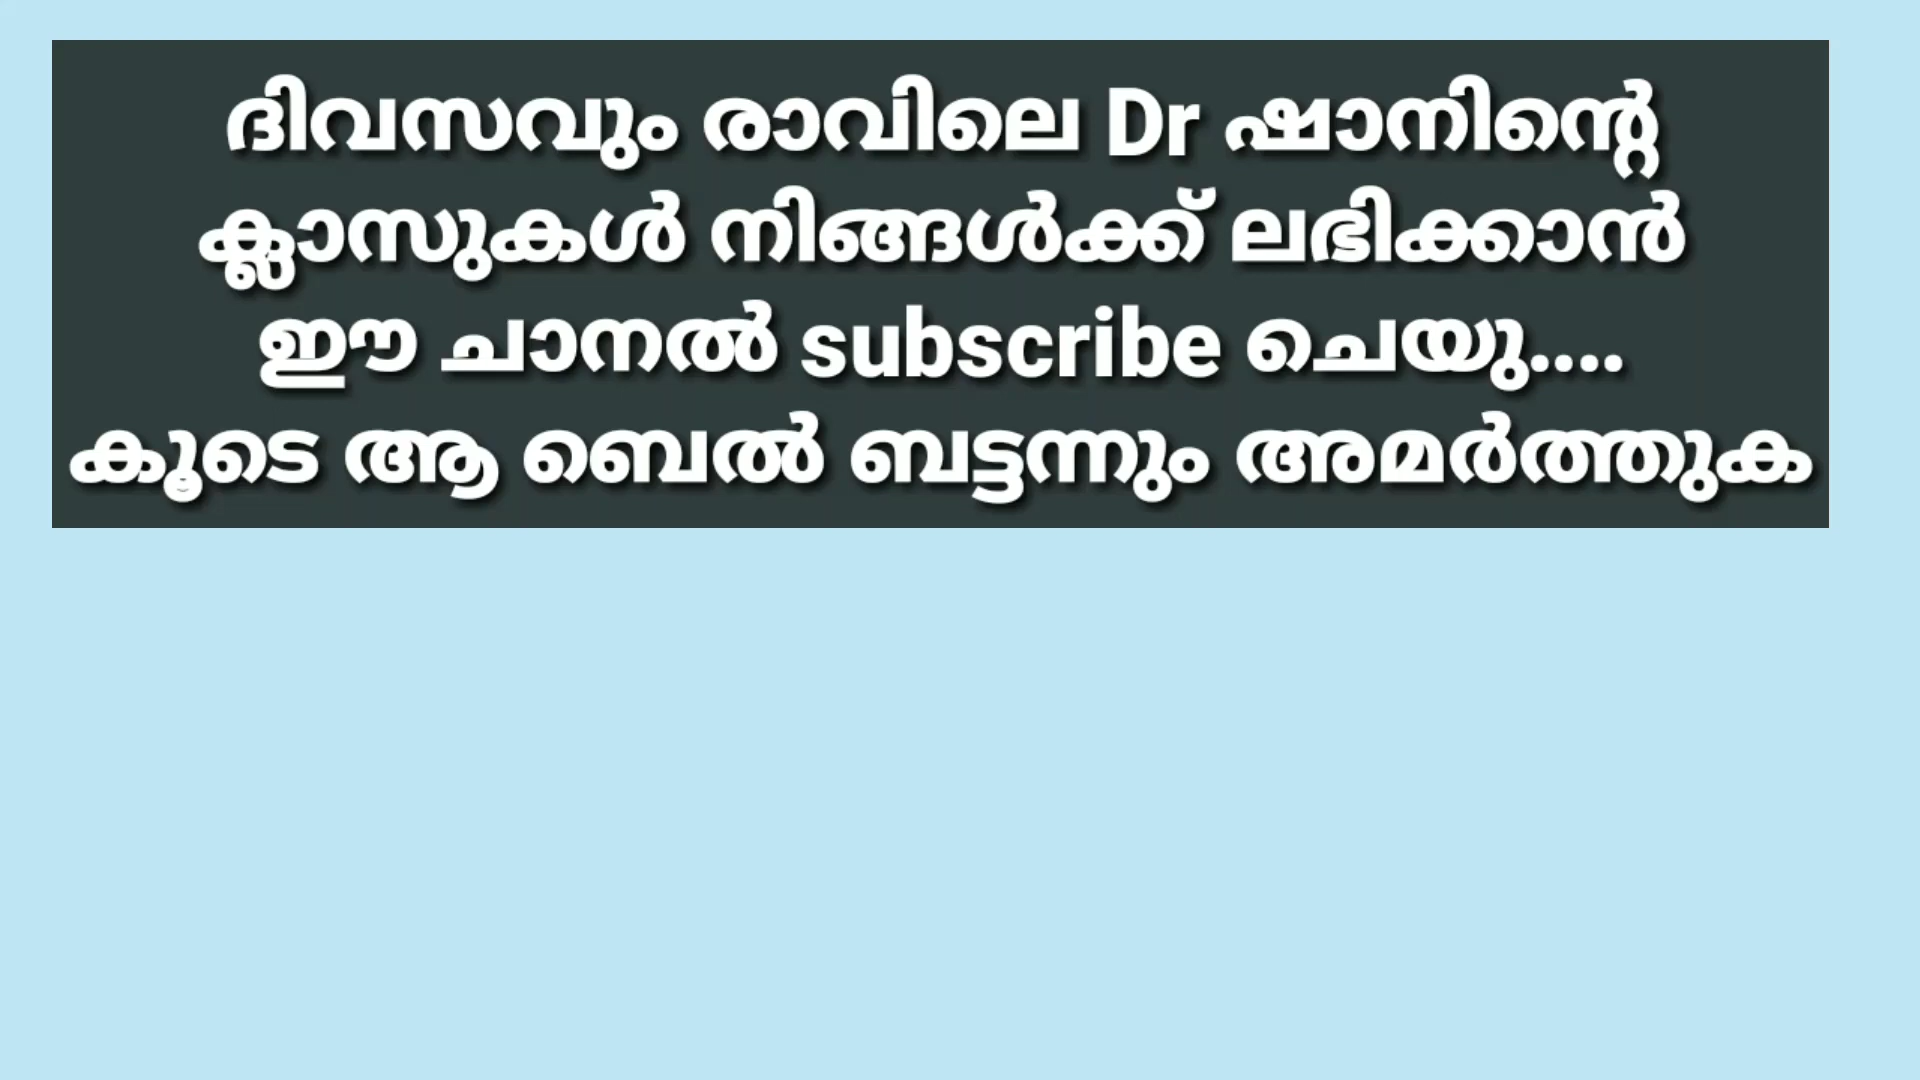 ദിവസവും രാവിലെ Dr ഷാനിന്റെ
ക്ലാസുകൾ നിങ്ങൾക്ക് ലഭിക്കാൻ
ഈ ചാനൽ subscribe ചെയു....
കൂടെ ആ ബെൽ ബട്ടന്നും അമർത്തുക